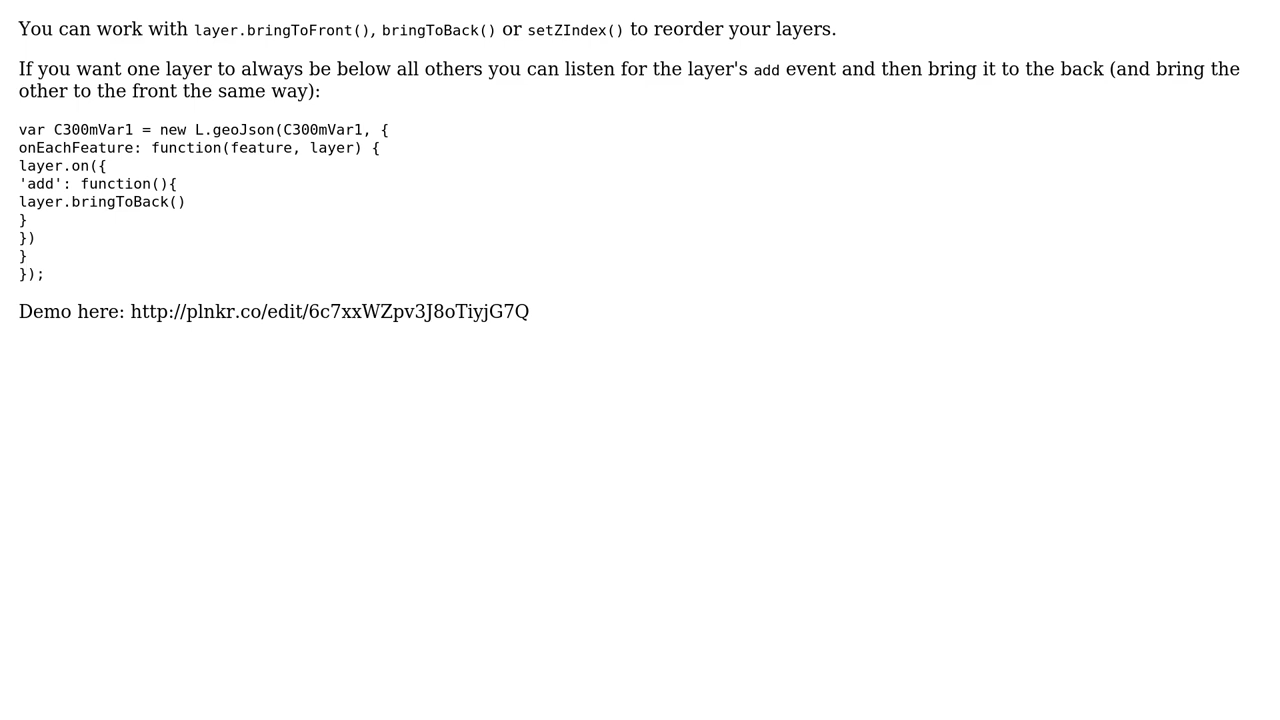 You can work with layer.bringToFront(), bringToBack() or setZIndex() to reorder your layers.
If you want one layer to always be below all others you can listen for the layer's add event and then bring it to the back (and bring the
other to the front the same way):
var C300mVar1 = new L.geoJson(C300mVar1, {
onEachFeature: function(feature, layer) {
layer.on({
'add': function(){
layer.bringToBack()
}
})
}
});
Demo here: http://plnkr.co/edit/6c7xxWZpv3J8oTiyjG7Q